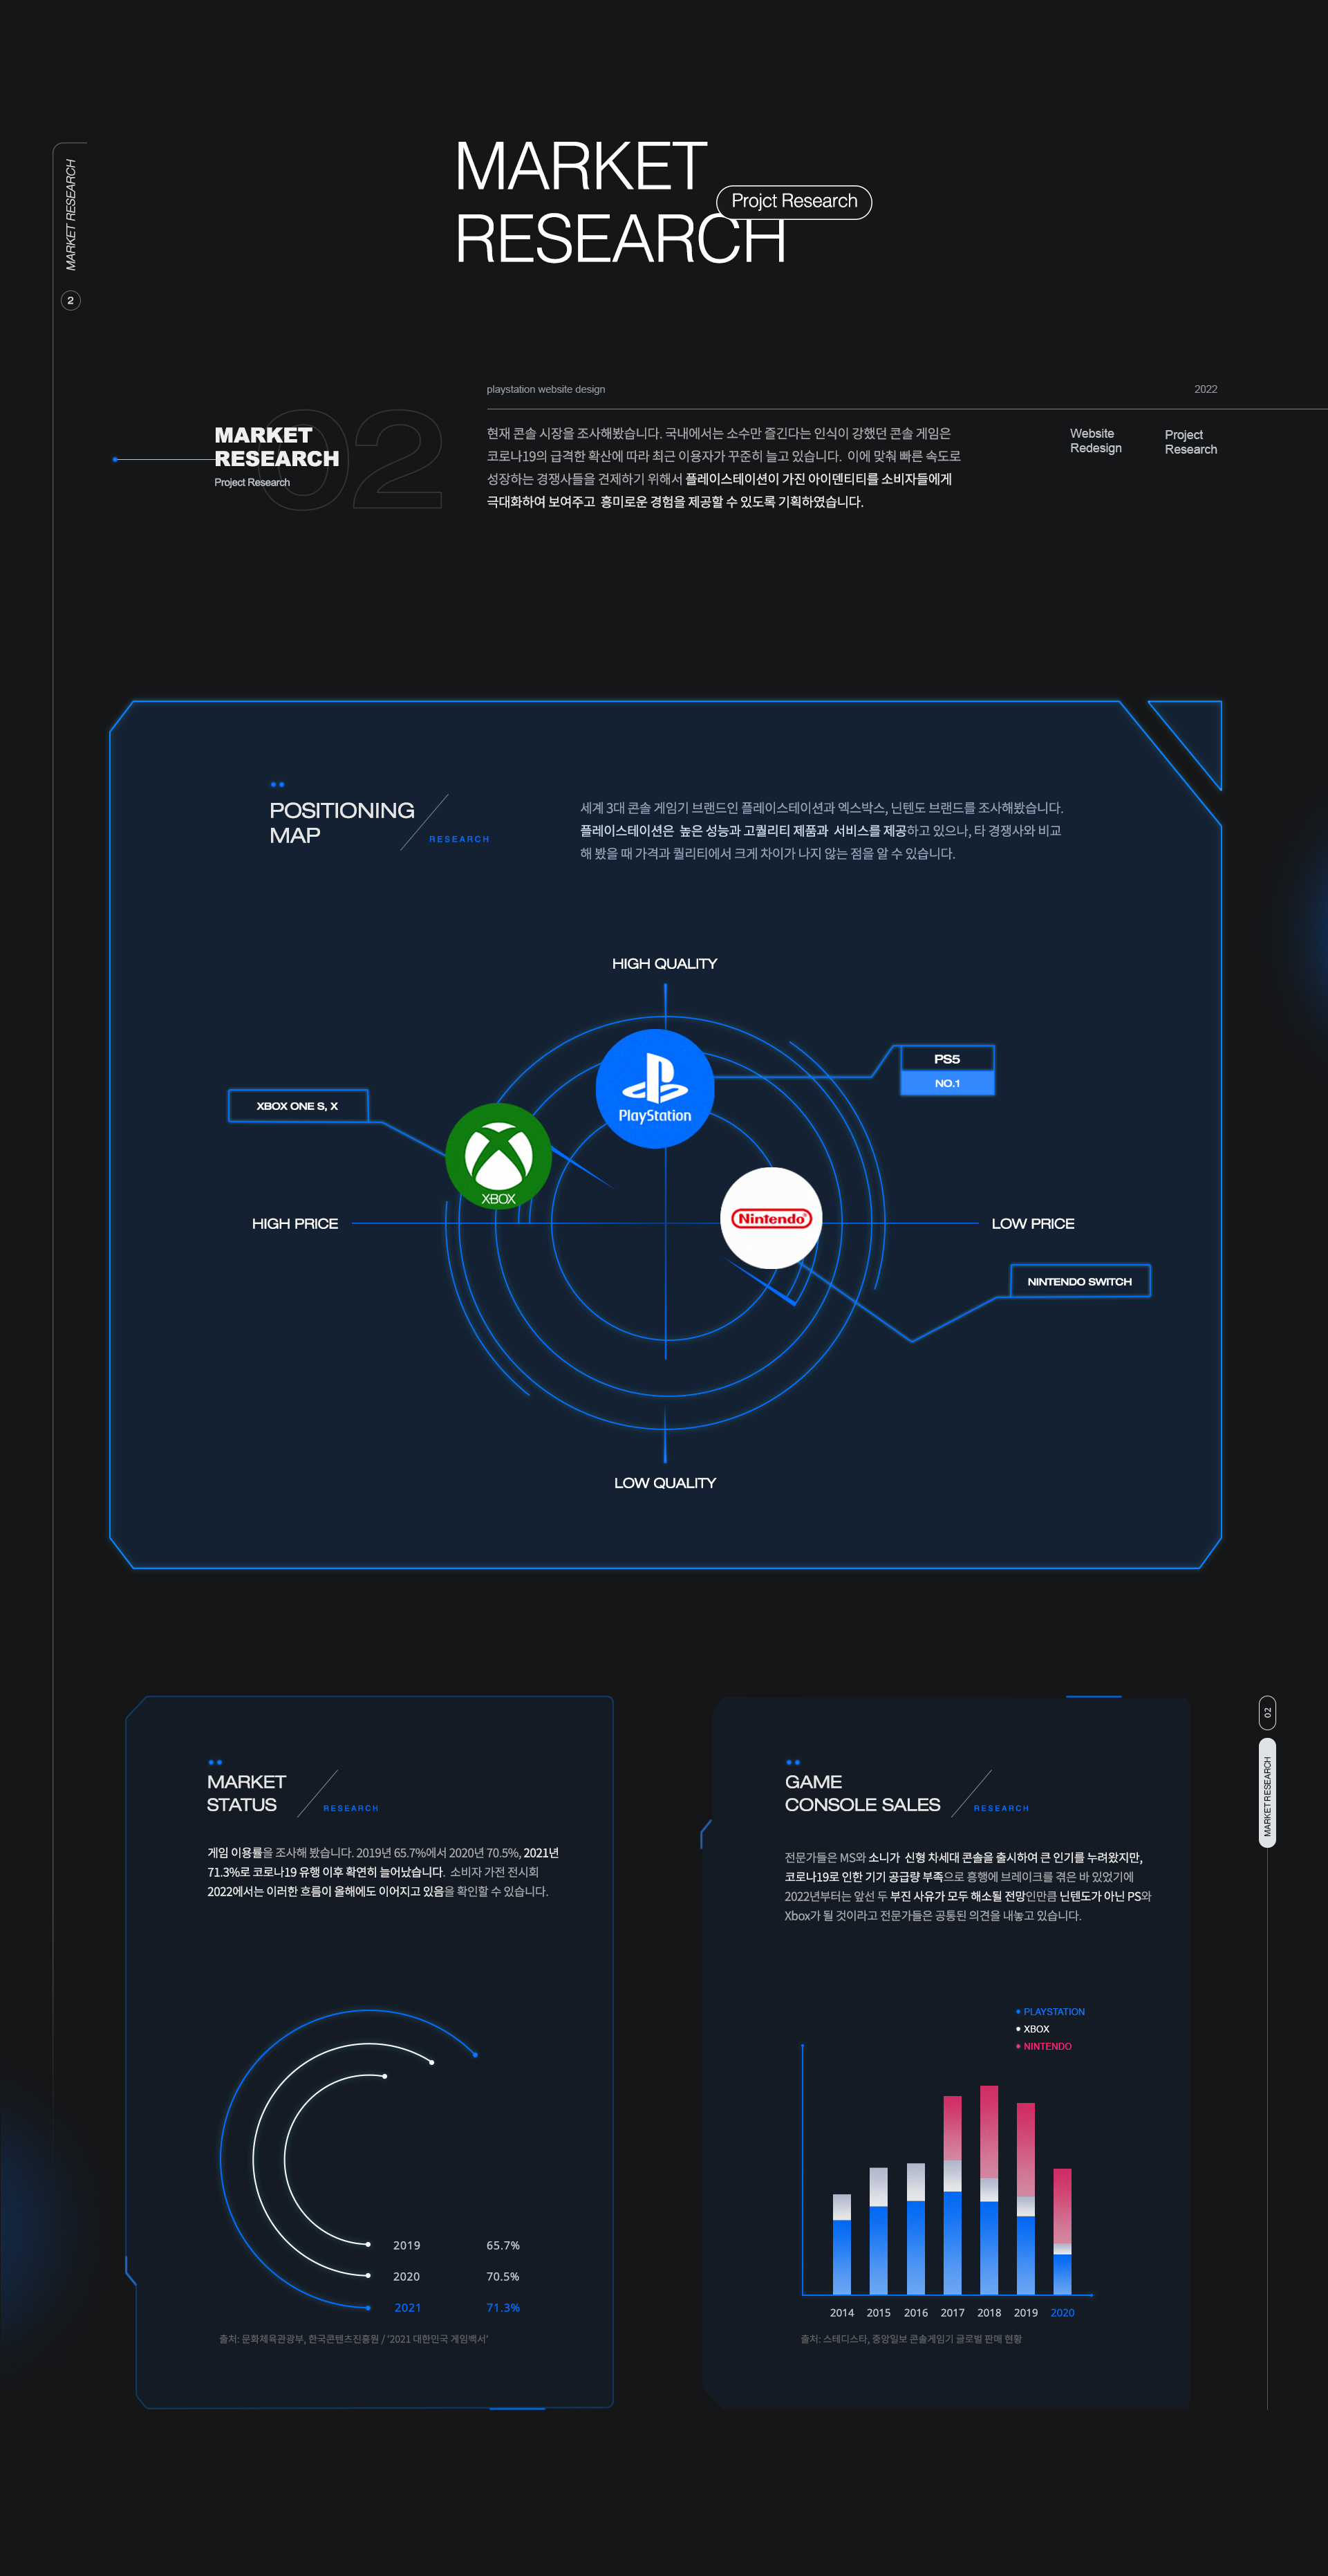 MARKET
RESEARCH
Projct Research
MARKET RESEARCH
2
playstation website design
2022
02
MARKET
RESEARCH
Project Research
현재 콘솔 시장을 조사해봤습니다. 국내에서는 소수만 즐긴다는 인식이 강했던 콘솔 게임은
코로나19의 급격한 확산에 따라 최근 이용자가 꾸준히 늘고 있습니다. 이에 맞춰 빠른 속도로
성장하는 경쟁사들을 견제하기 위해서 플레이스테이션이 가진 아이덴티티를 소비자들에게
극대화하여 보여주고 흥미로운 경험을 제공할 수 있도록 기획하였습니다.
Website
Redesign
Project
Research
POSITIONING
MAP
RESEARCH
세계 3대 콘솔 게임기 브랜드인 플레이스테이션과 엑스박스, 닌텐도 브랜드를 조사해봤습니다.
플레이스테이션은 높은 성능과 고퀄리티 제품과 서비스를 제공하고 있으나, 타 경쟁사와 비교
해 봤을 때 가격과 퀄리티에서 크게 차이가 나지 않는 점을 알 수 있습니다.
HIGH QUALITY
PlayStation
PS5
NO.1
XBOX ONE S, X
XBOX
Nintendo®
HIGH PRICE
LOW PRICE
NINTENDO SWITCH
LOW QUALITY
MARKET
STATUS
RESEARCH
게임 이용률을 조사해 봤습니다. 2019년 65.7%에서 2020년 70.5%, 2021년
71.3%로 코로나19 유행 이후 확연히 늘어났습니다. 소비자 가전 전시회
2022에서는 이러한 흐름이 올해에도 이어지고 있음을 확인할 수 있습니다.
2019 65.7%
2020 70.5%
2021 71.3%
출처: 문화체육관광부, 한국콘텐츠진흥원 / '2021 대한민국 게임백서'
GAME
CONSOLE SALES
RESEARCH
전문가들은 MS와 소니가 신형 차세대 콘솔을 출시하여 큰 인기를 누려왔지만,
코로나19로 인한 기기 공급량 부족으로 흥행에 브레이크를 겪은 바 있었기에
2022년부터는 앞선 두 부진 사유가 모두 해소될 전망인만큼 닌텐도가 아닌 PS와
Xbox가 될 것이라고 전문가들은 공통된 의견을 내놓고 있습니다.
PLAYSTATION
XBOX
NINTENDO
2014 2015 2016 2017 2018 2019 2020
출처: 스테디스타, 중앙일보 콘솔게임기 글로벌 판매 현황
02
MARKET RESEARCH